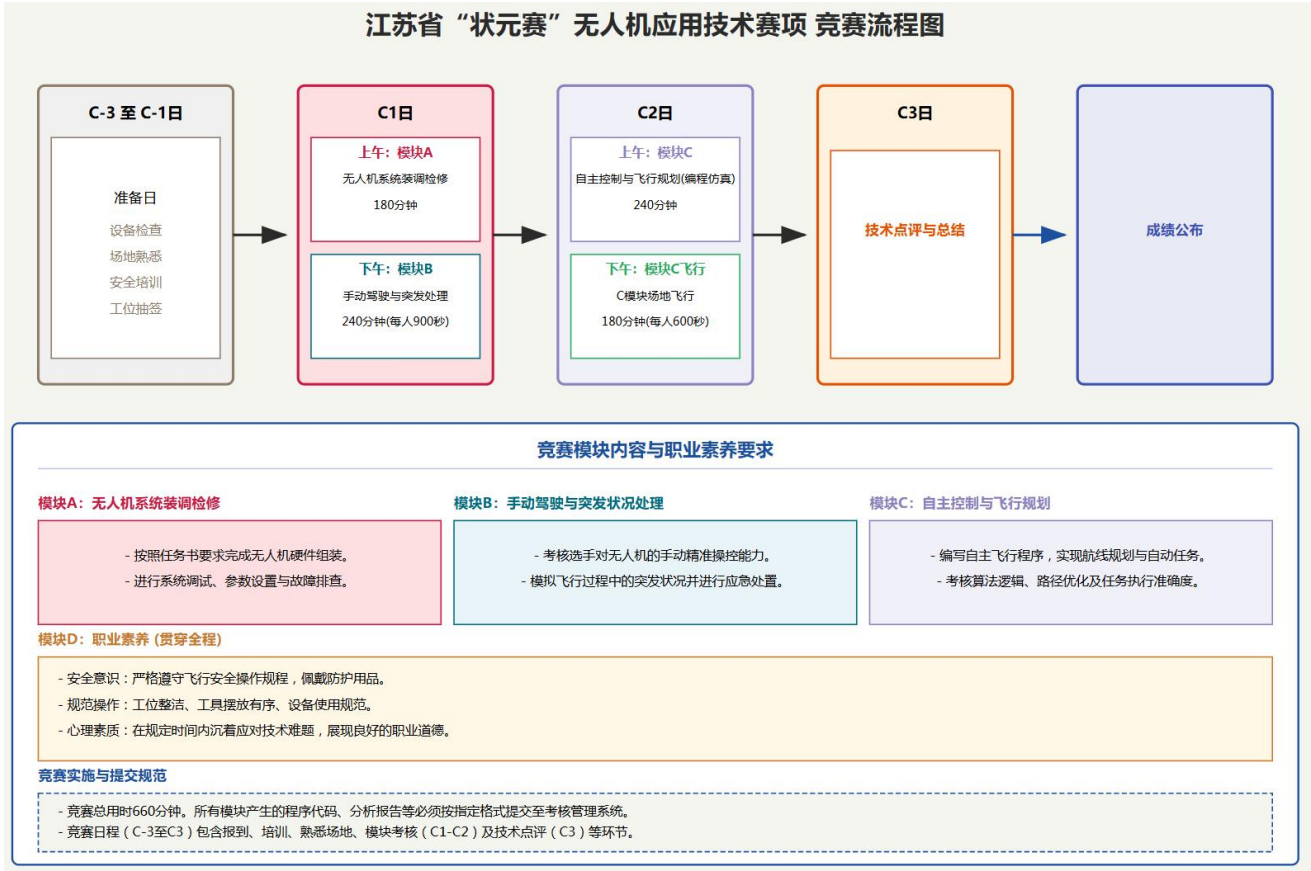 江苏省“状元赛”无人机应用技术赛项 竞赛流程图
C-3 至 C-1日
准备日
设备检查
场地熟悉
安全培训
工位抽签
C1日
上午：模块A
无人机系统装调检修
180分钟
下午：模块B
手动驾驶与突发处理
240分钟(每人900秒)
C2日
上午：模块C
自主控制与飞行规划(编程仿真)
240分钟
下午：模块C飞行
C模块场地飞行
180分钟(每人600秒)
C3日
技术点评与总结
成绩公布
竞赛模块内容与职业素养要求
模块A：无人机系统装调检修
- 按照任务书要求完成无人机硬件组装。
- 进行系统调试、参数设置与故障排查。
模块B：手动驾驶与突发状况处理
- 考核选手对无人机的手动精准操控能力。
- 模拟飞行过程中的突发状况并进行应急处置。
模块C：自主控制与飞行规划
- 编写自主飞行程序，实现航线规划与自动任务。
- 考核算法逻辑、路径优化及任务执行准确度。
模块D：职业素养 (贯穿全程)
- 安全意识：严格遵守飞行安全操作规程，佩戴防护用品。
- 规范操作：工位整洁、工具摆放有序、设备使用规范。
- 心理素质：在规定时间内沉着应对技术难题，展现良好的职业道德。
竞赛实施与提交规范
- 竞赛总用时660分钟。所有模块产生的程序代码、分析报告等必须按指定格式提交至考核管理系统。
- 竞赛日程（C-3至C3）包含报到、培训、熟悉场地、模块考核（C1-C2）及技术点评（C3）等环节。